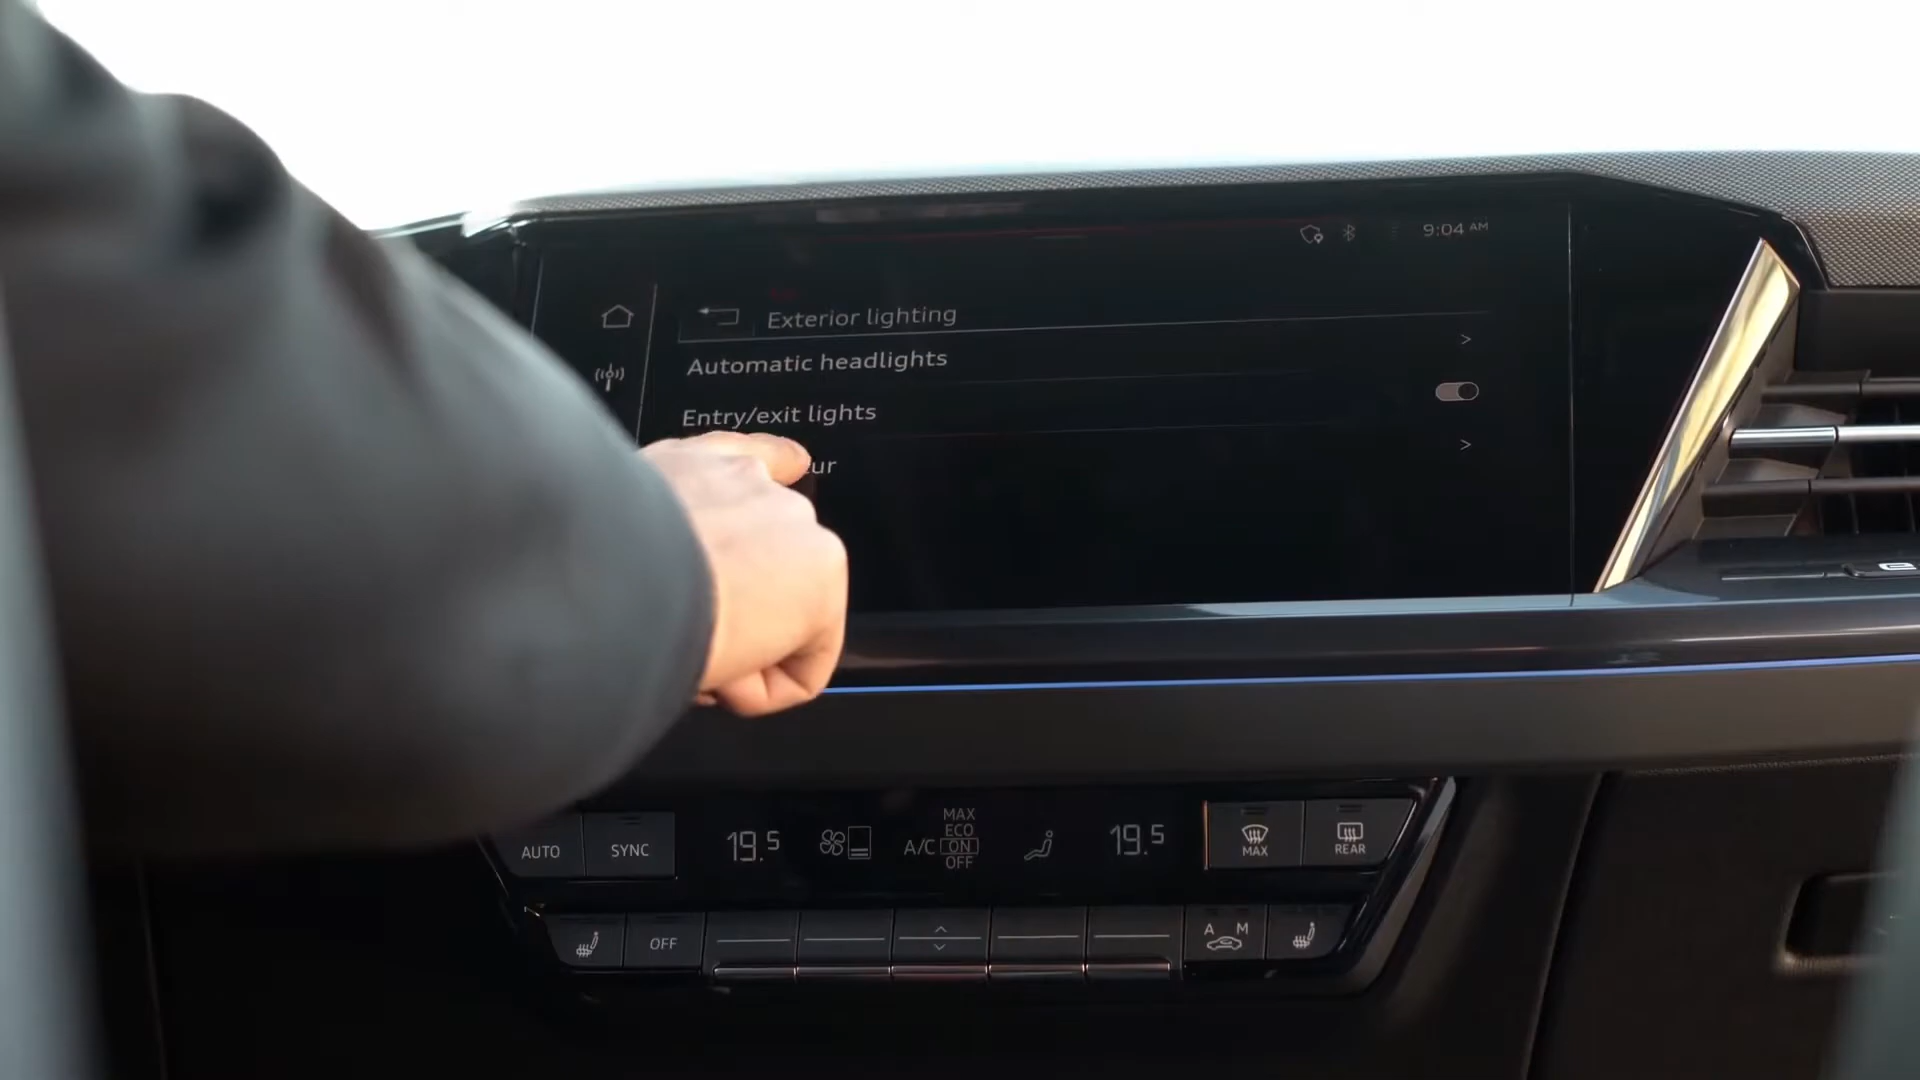 9:04 AM
Exterior lighting
Automatic headlights
Entry/exit lights
AUTO
SYNC
19.5
A/C
MAX
ECO
ON
OFF
19.5
MAX
REAR
OFF
A M